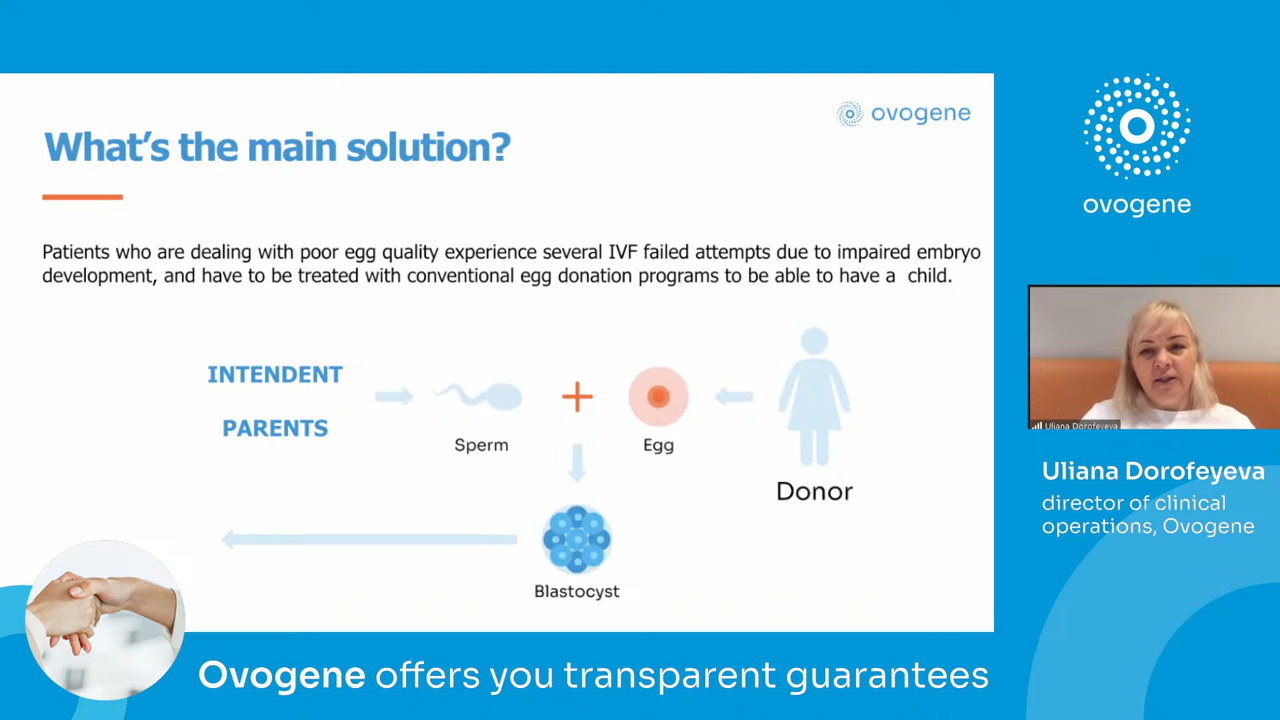 ovogene
What's the main solution?
Patients who are dealing with poor egg quality experience several IVF failed attempts due to impaired embryo
development, and have to be treated with conventional egg donation programs to be able to have a child.
INTENDENT
PARENTS
Sperm
Egg
Donor
Blastocyst
ovogene
Uliana Dorofeyeva
Uliana Dorofeyeva
director of clinical
operations, Ovogene
Ovogene offers you transparent guarantees